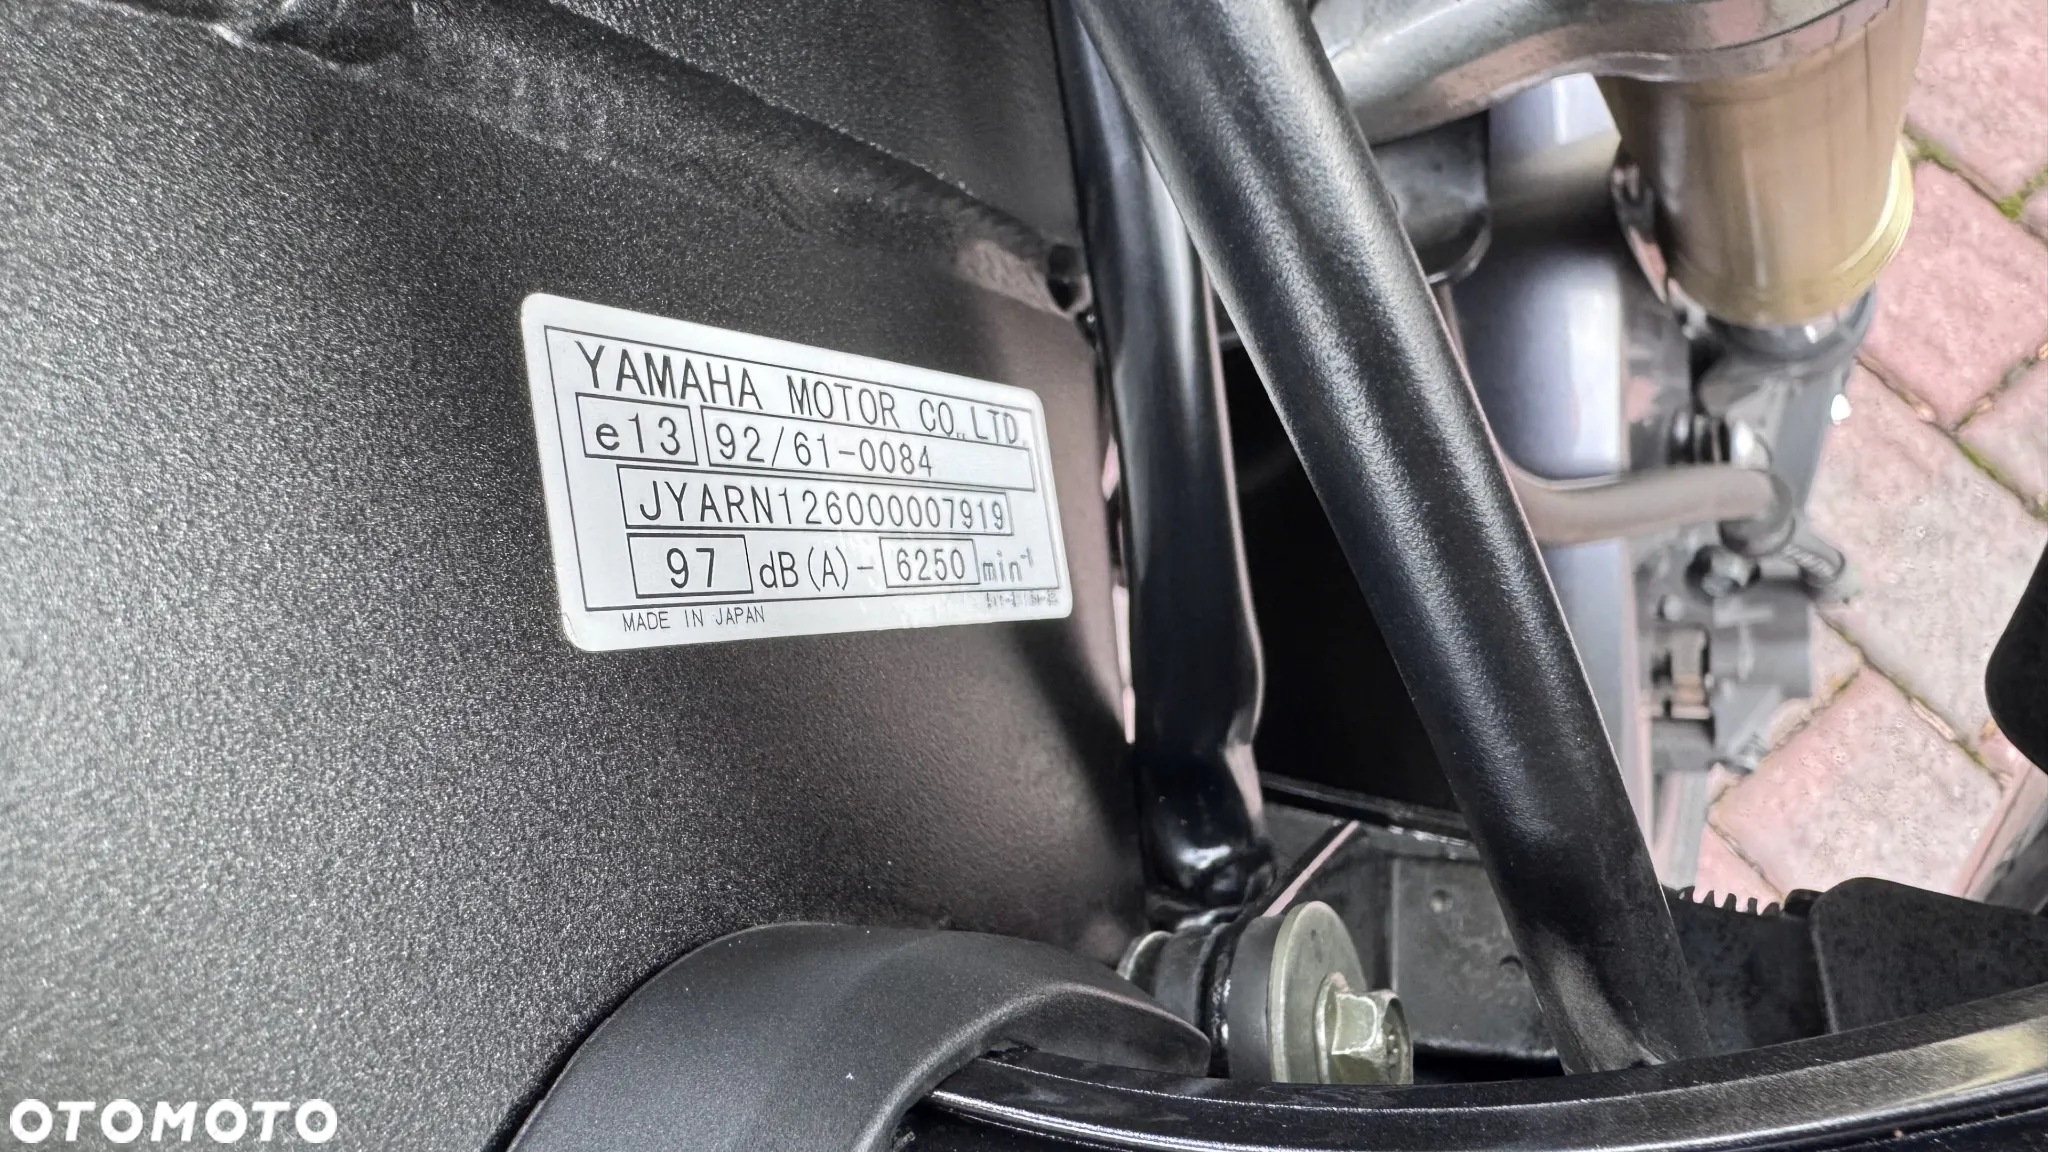 YAMAHA MOTOR CO.,LTD.
e13 92/61-0084
JYARN126000007919
97 dB(A)- 6250 min⁻¹
MADE IN JAPAN
OTOMOTO